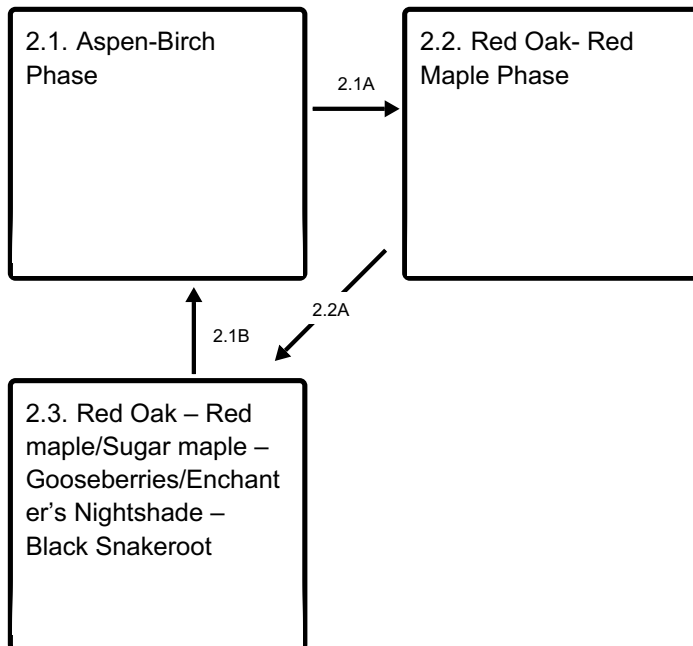 2.1. Aspen-Birch
Phase
2.1A
2.2. Red Oak- Red
Maple Phase
2.2A
2.1B
2.3. Red Oak – Red
maple/Sugar maple –
Gooseberries/Enchant
er’s Nightshade –
Black Snakeroot